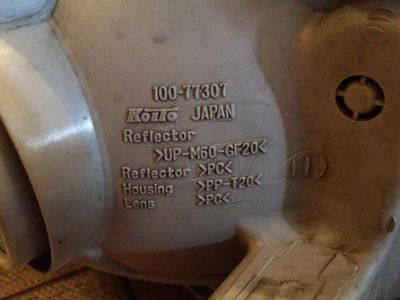 100-77307
KOITO JAPAN
Reflector
>UP-M60-GF20<
Reflector >PC<
Housing >PP-T20<
Lens >PC<